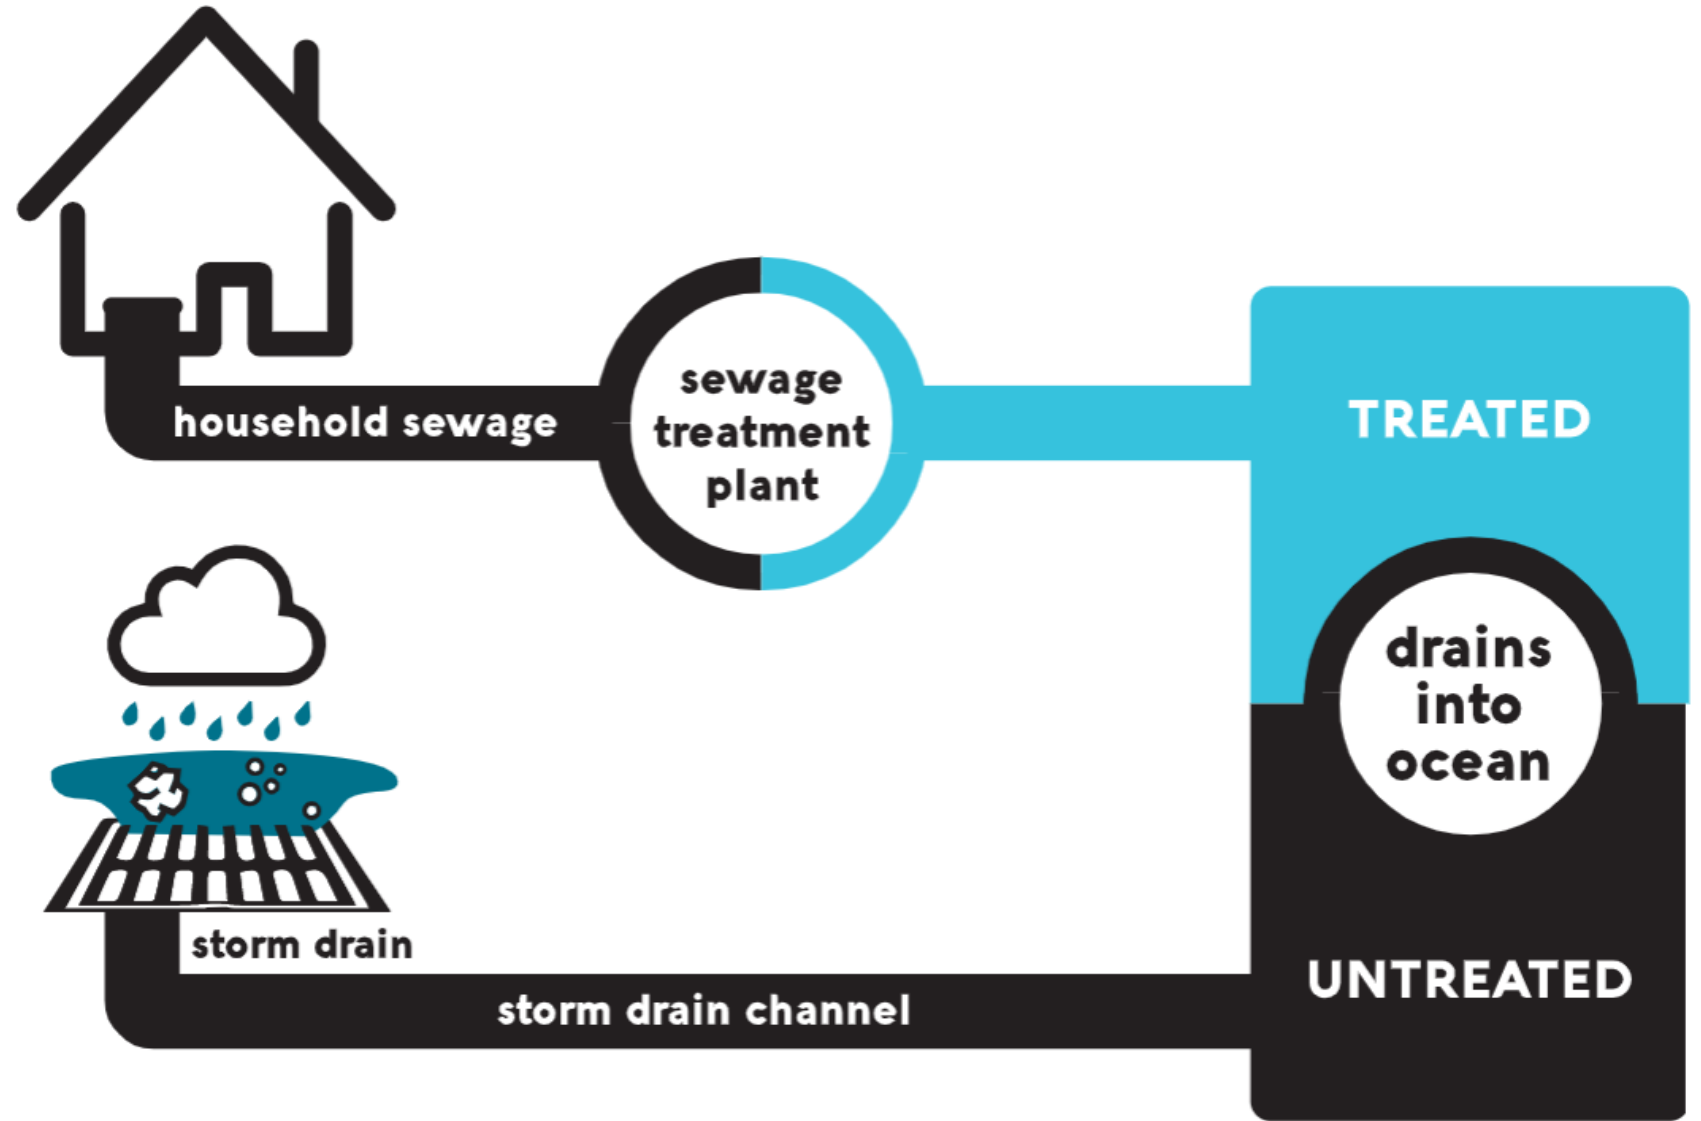 household sewage
sewage
treatment
plant
TREATED
drains
into
ocean
storm drain
UNTREATED
storm drain channel